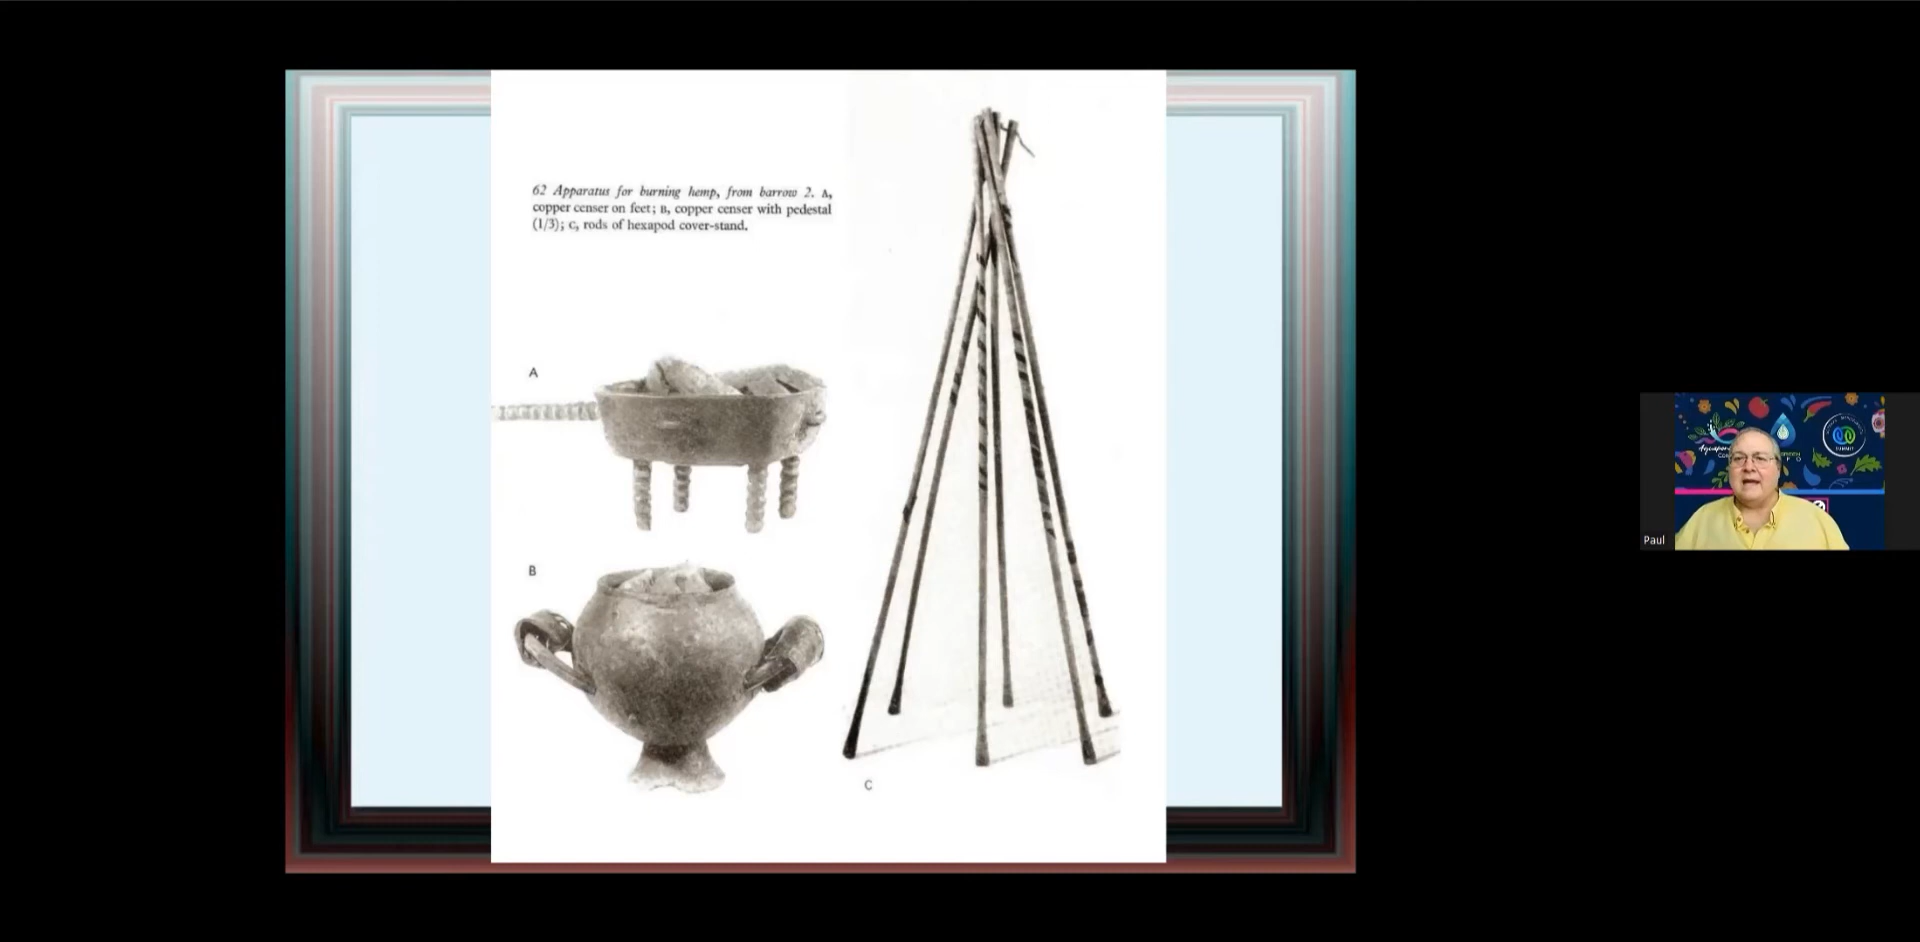 62 Apparatus for burning hemp, from barrow 2. A,
copper censer on feet; B, copper censer with pedestal
(1/3); C, rods of hexapod cover-stand.
A
B
C
SUMMIT
Paul